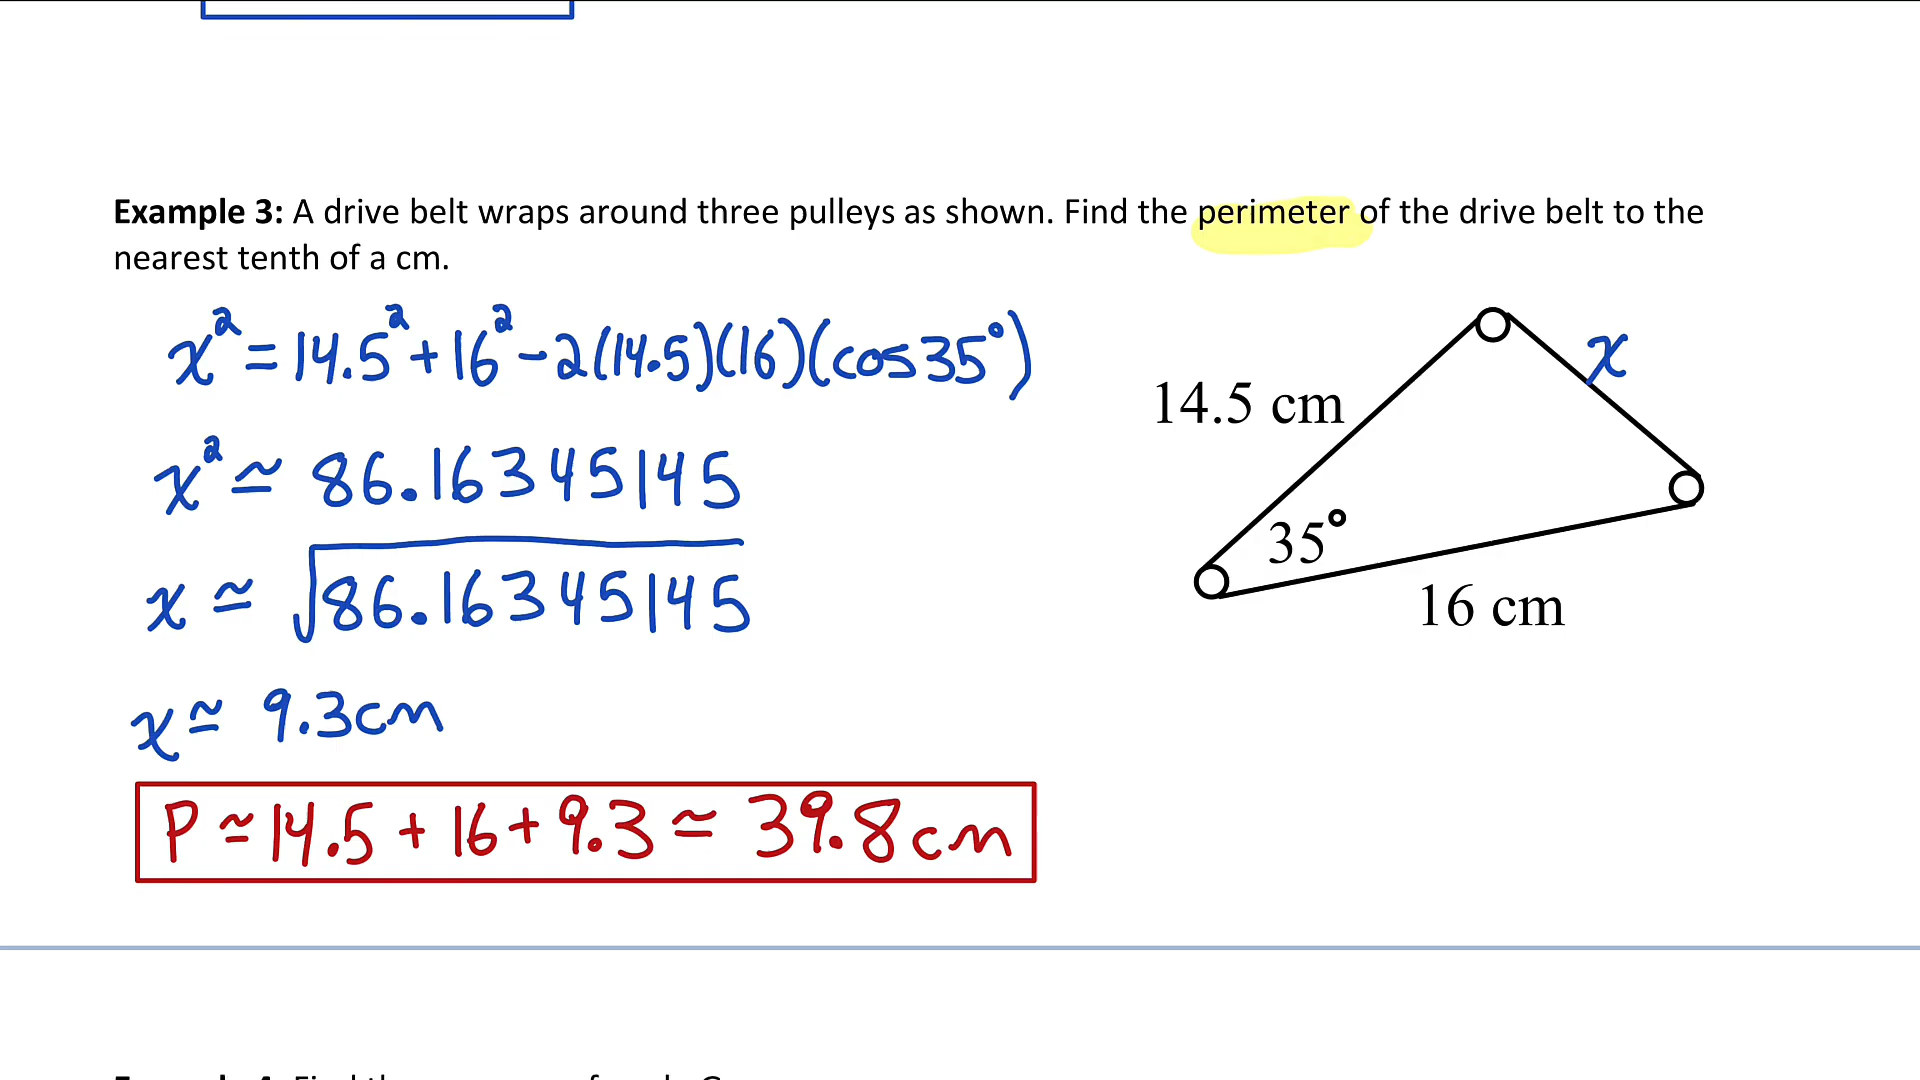 Example 3: A drive belt wraps around three pulleys as shown. Find the perimeter of the drive belt to the
nearest tenth of a cm.
x² = 14.5² + 16² - 2(14.5)(16)(cos35°)
x² ≃ 86.16345145
x ≃ √86.16345145
x ≃ 9.3cm
P ≃ 14.5 + 16 + 9.3 ≃ 39.8cm
x
14.5 cm
35°
16 cm